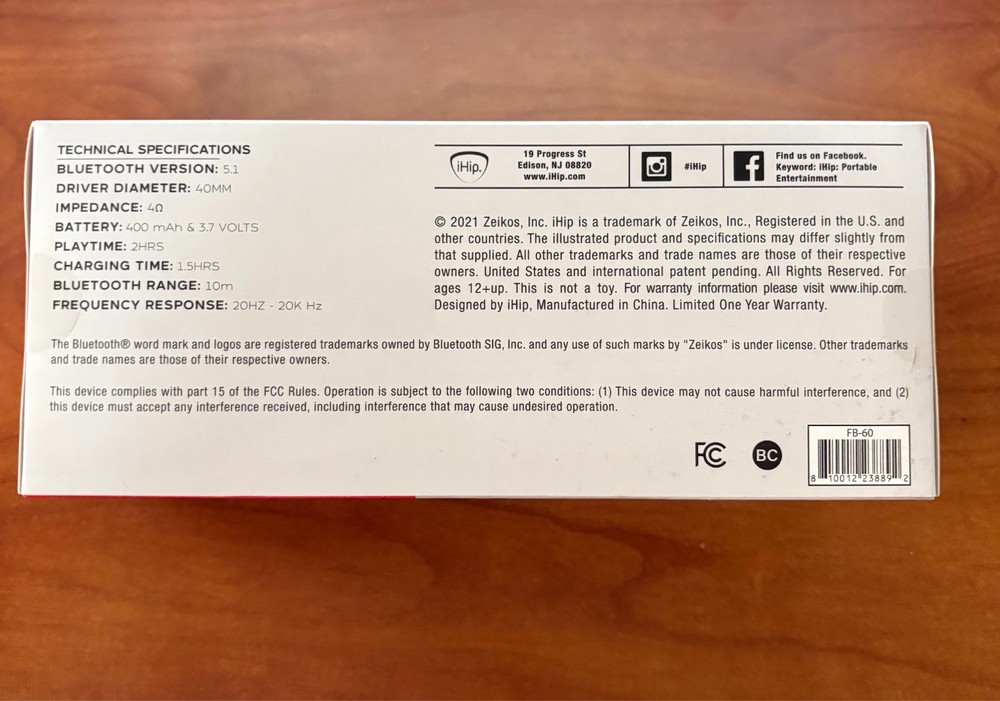 TECHNICAL SPECIFICATIONS
BLUETOOTH VERSION: 5.1
DRIVER DIAMETER: 40MM
IMPEDANCE: 4Ω
BATTERY: 400 mAh & 3.7 VOLTS
PLAYTIME: 2HRS
CHARGING TIME: 1.5HRS
BLUETOOTH RANGE: 10m
FREQUENCY RESPONSE: 20HZ - 20K Hz
iHip.
19 Progress St
Edison, NJ 08820
www.iHip.com
#iHip
Find us on Facebook.
Keyword: iHip: Portable
Entertainment
© 2021 Zeikos, Inc. iHip is a trademark of Zeikos, Inc., Registered in the U.S. and
other countries. The illustrated product and specifications may differ slightly from
that supplied. All other trademarks and trade names are those of their respective
owners. United States and international patent pending. All Rights Reserved. For
ages 12+up. This is not a toy. For warranty information please visit www.ihip.com.
Designed by iHip, Manufactured in China. Limited One Year Warranty.
The Bluetooth® word mark and logos are registered trademarks owned by Bluetooth SIG, Inc. and any use of such marks by "Zeikos" is under license. Other trademarks
and trade names are those of their respective owners.
This device complies with part 15 of the FCC Rules. Operation is subject to the following two conditions: (1) This device may not cause harmful interference, and (2)
this device must accept any interference received, including interference that may cause undesired operation.
FC
BC
FB-60
8 10012 23889 2